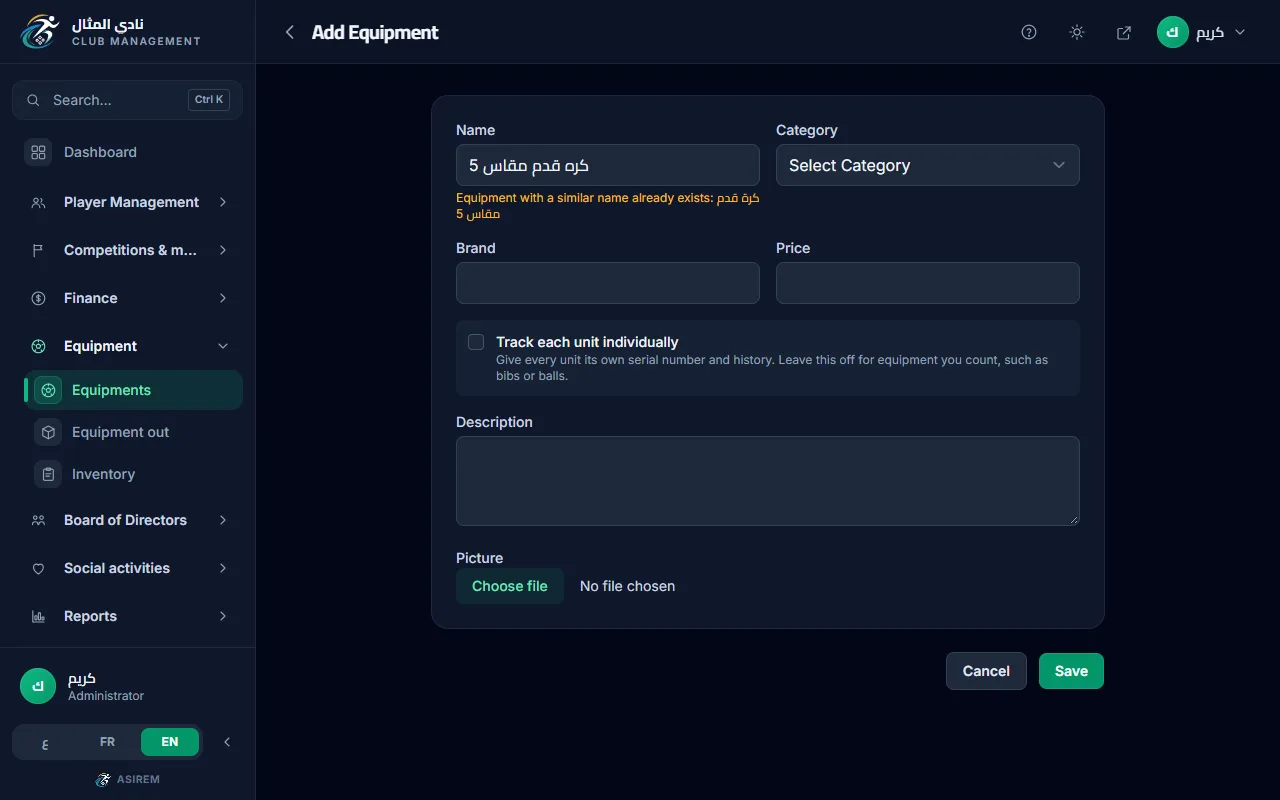 نادي المثال
CLUB MANAGEMENT
Search...
Ctrl K
Dashboard
Player Management
Competitions & m...
Finance
Equipment
Equipments
Equipment out
Inventory
Board of Directors
Social activities
Reports
ك
كريم
Administrator
ع
FR
EN
ASIREM
Add Equipment
ك
كريم
Name
كره قدم مقاس 5
Equipment with a similar name already exists: كرة قدم
مقاس 5
Category
Select Category
Brand
Price
Track each unit individually
Give every unit its own serial number and history. Leave this off for equipment you count, such as
bibs or balls.
Description
Picture
Choose file
No file chosen
Cancel
Save